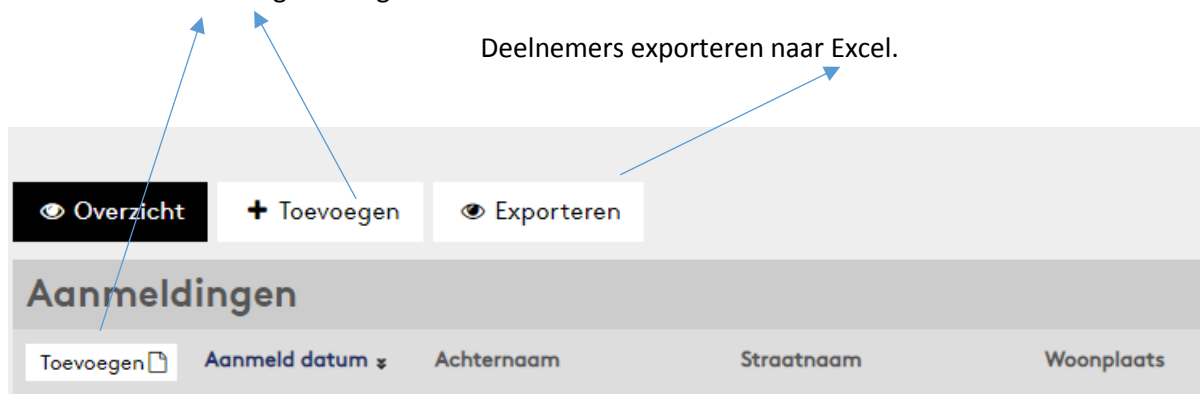 Deelnemers exporteren naar Excel.
Overzicht
Toevoegen
Exporteren
Aanmeldingen
Toevoegen Aanmeld datum Achternaam Straatnaam Woonplaats